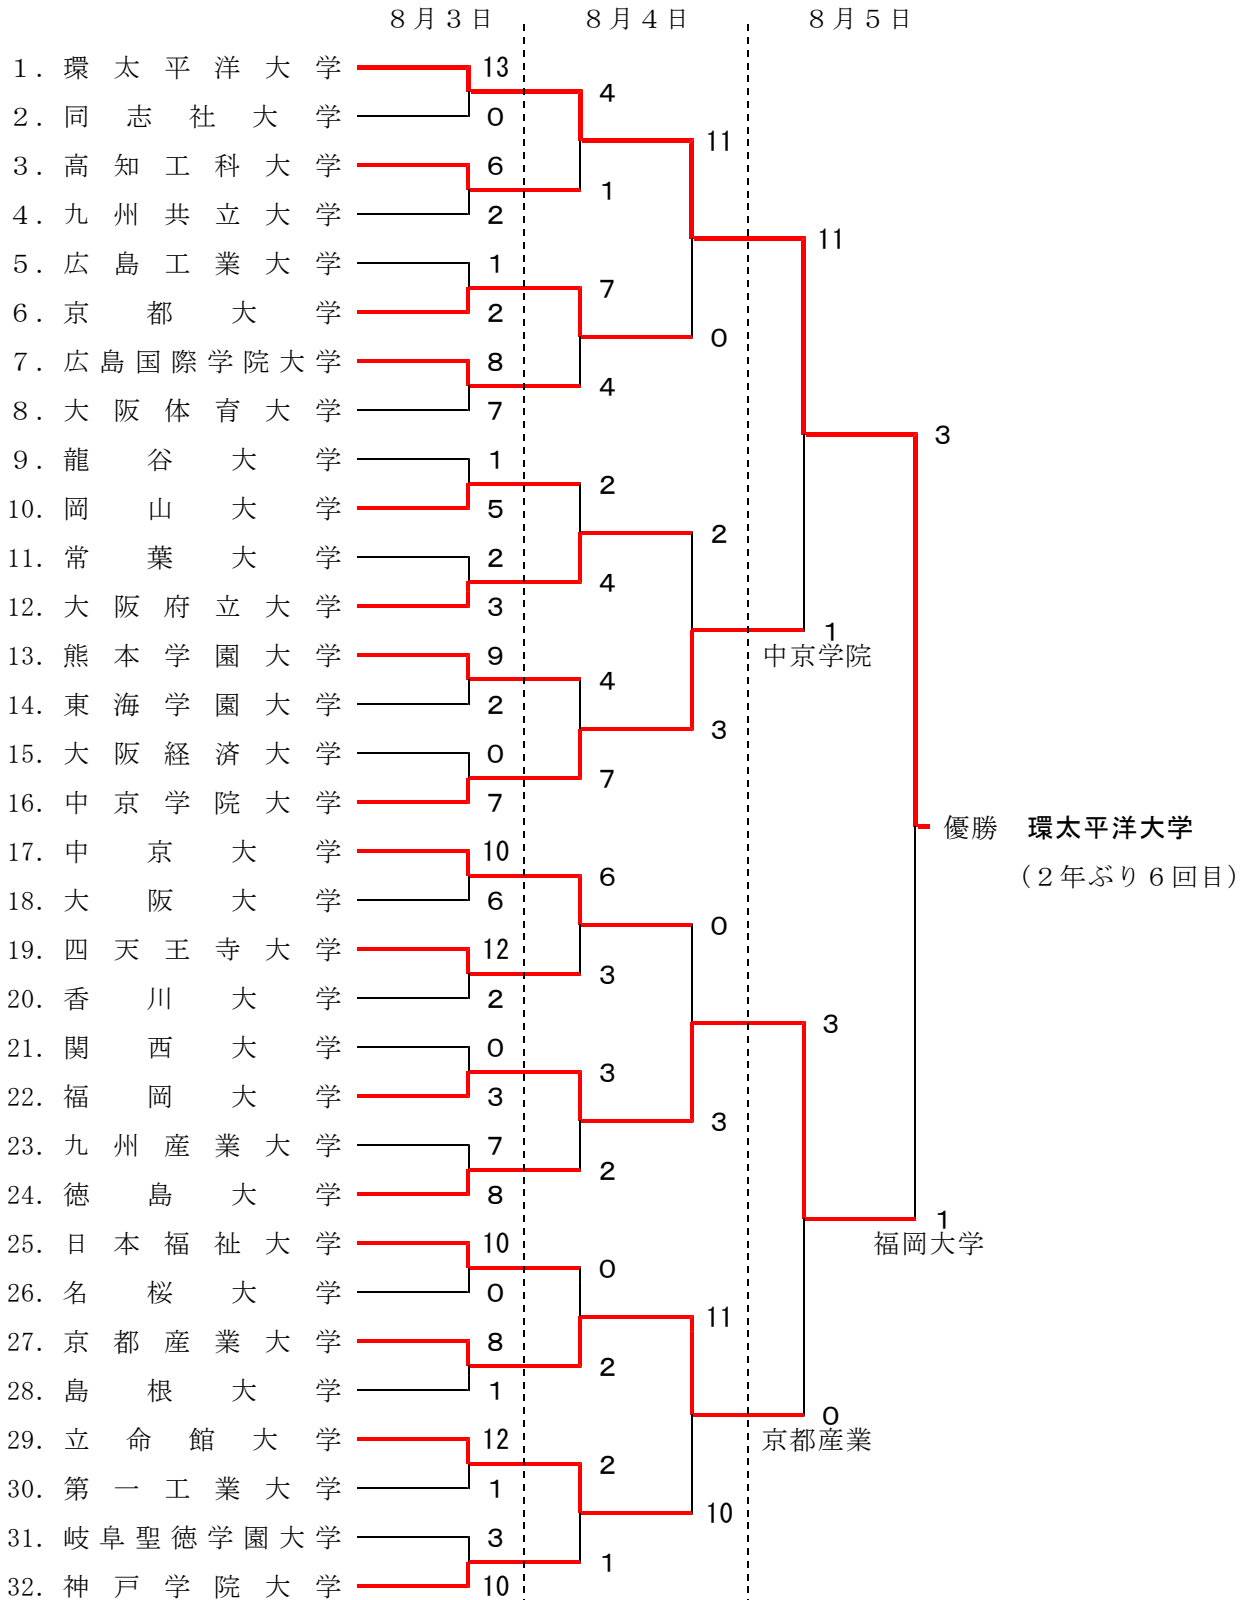 8月3日 8月4日 8月5日
1. 環太平洋大学 13
4
2. 同志社大学 0
11
3. 高知工科大学 6
1
4. 九州共立大学 2
11
5. 広島工業大学 1
7
6. 京都大学 2
0
7. 広島国際学院大学 8
4
8. 大阪体育大学 7
3
9. 龍谷大学 1
2
10. 岡山大学 5
2
11. 常葉大学 2
4
12. 大阪府立大学 3
1
13. 熊本学園大学 9
中京学院
4
14. 東海学園大学 2
3
15. 大阪経済大学 0
7
16. 中京学院大学 7
優勝 環太平洋大学
17. 中京大学 10
6
(2年ぶり6回目)
18. 大阪大学 6
0
19. 四天王寺大学 12
3
20. 香川大学 2
3
21. 関西大学 0
3
22. 福岡大学 3
3
23. 九州産業大学 7
2
24. 徳島大学 8
1
25. 日本福祉大学 10
福岡大学
0
26. 名桜大学 0
11
27. 京都産業大学 8
2
28. 島根大学 1
0
29. 立命館大学 12
京都産業
2
30. 第一工業大学 1
10
31. 岐阜聖徳学園大学 3
1
32. 神戸学院大学 10